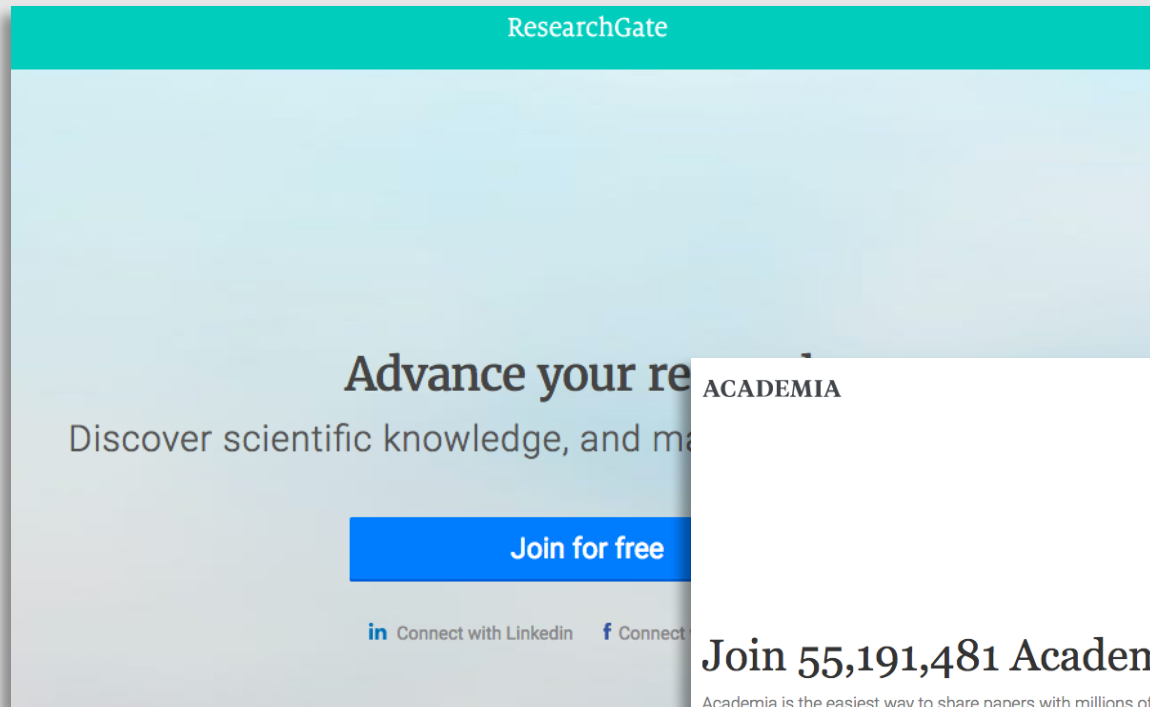 ResearchGate
Advance your re
Discover scientific knowledge, and ma
Join for free
in Connect with Linkedin f Connect
ACADEMIA
Join 55,191,481 Academ
Academia is the easiest way to share papers with millions of